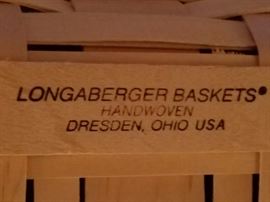 LONGABERGER BASKETS®
HANDWOVEN
DRESDEN, OHIO USA